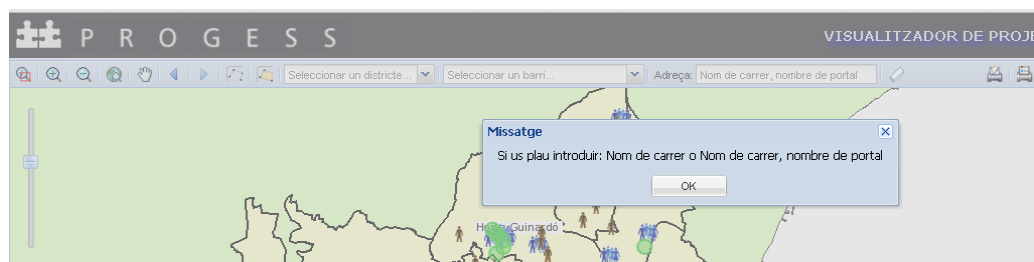 PROGESS
VISUALITZADOR DE PROJE
Seleccionar un districte... Seleccionar un barri... Adreça: Nom de carrer, nombre de portal
Missatge
Si us plau introduir: Nom de carrer o Nom de carrer, nombre de portal
OK
Guinardó